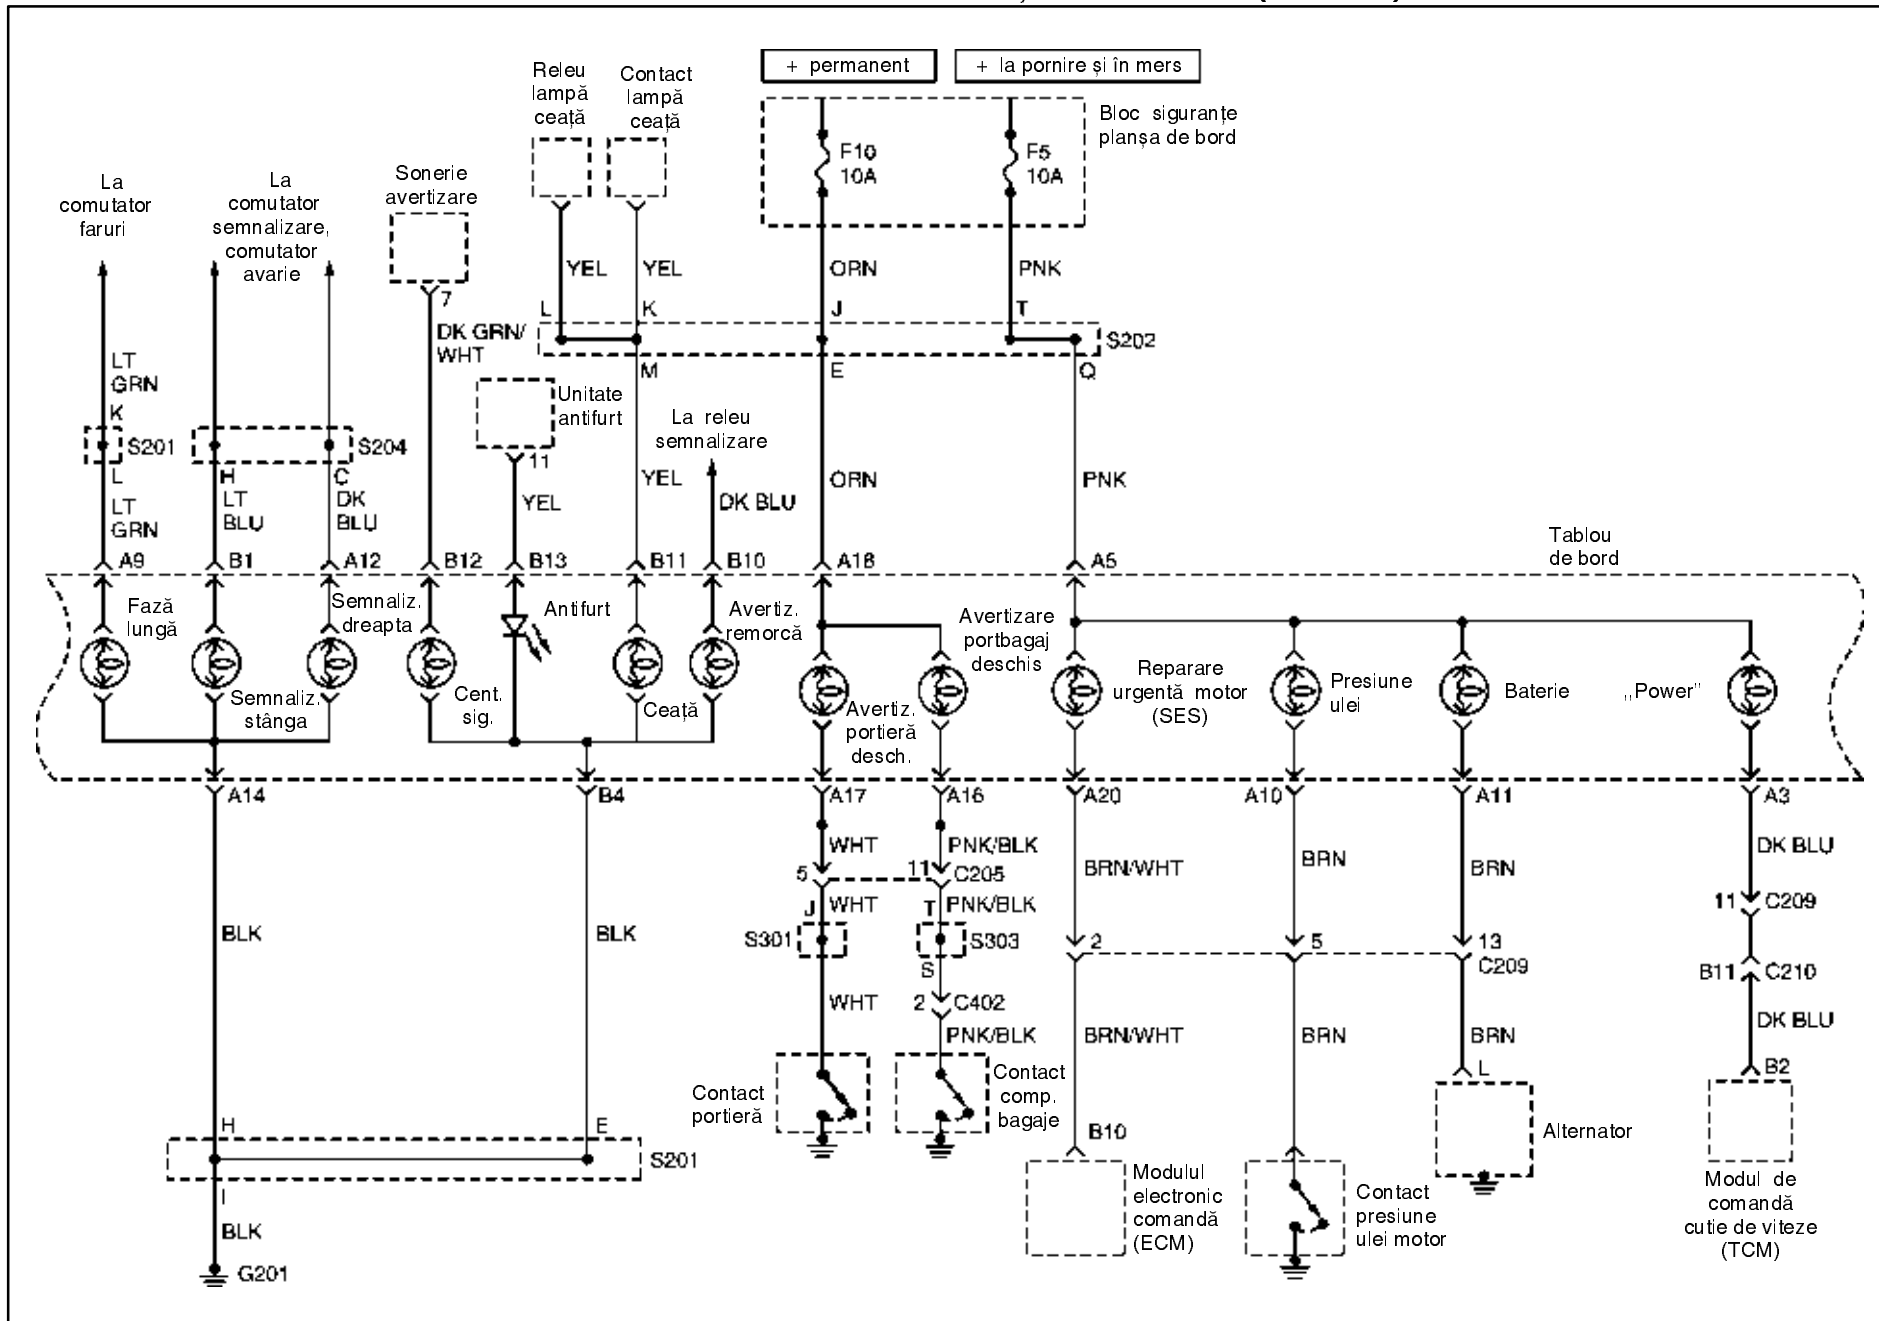 + permanent
+ la pornire și în mers
Releu
lampă
ceață
Contact
lampă
ceață
Bloc siguranțe
planșa de bord
F10
10A
F5
10A
La
comutator
faruri
La
comutator
semnalizare,
comutator
avarie
Sonerie
avertizare
7
YEL
YEL
ORN
PNK
L
K
J
T
DK GRN/
WHT
S202
M
E
Q
LT
GRN
K
S201
L
LT
GRN
S204
H
C
LT
BLU
DK
BLU
Unitate
antifurt
11
YEL
La releu
semnalizare
YEL
DK BLU
ORN
PNK
Tablou
de bord
A9
B1
A12
B12
B13
B11
B10
A18
A5
Fază
lungă
Semnaliz.
dreapta
Antifurt
Avertiz.
remorcă
Avertizare
portbagaj
deschis
Semnaliz.
stânga
Cent.
sig.
Ceață
Avertiz.
portieră
desch.
Reparare
urgentă motor
(SES)
Presiune
ulei
Baterie
,,Power”
A14
B4
A17
A16
A20
A10
A11
A3
WHT
PNK/BLK
BRN/WHT
BRN
BRN
DK BLU
5
11
C205
J
WHT
T
PNK/BLK
11
C209
BLK
BLK
S301
S303
S
2
5
13
C209
B11
C210
WHT
2
C402
PNK/BLK
BRN/WHT
BRN
BRN
DK BLU
L
B2
Contact
portieră
Contact
comp.
bagaje
H
E
B10
Alternator
S201
I
BLK
G201
Modulul
electronic
comandă
(ECM)
Contact
presiune
ulei motor
Modul de
comandă
cutie de viteze
(TCM)